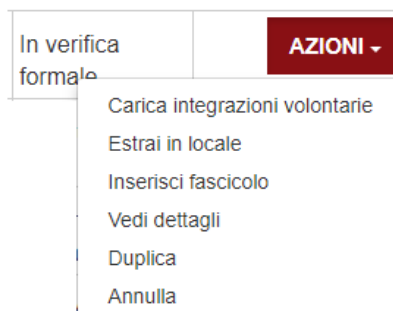 In verifica
formale
AZIONI
Carica integrazioni volontarie
Estrai in locale
Inserisci fascicolo
Vedi dettagli
Duplica
Annulla